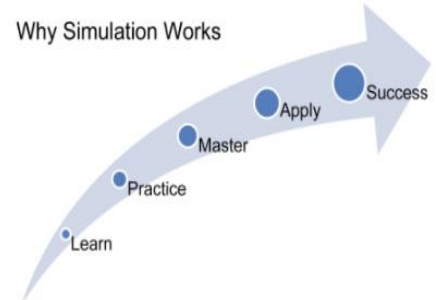 Why Simulation Works
Success
Apply
Master
Practice
Learn